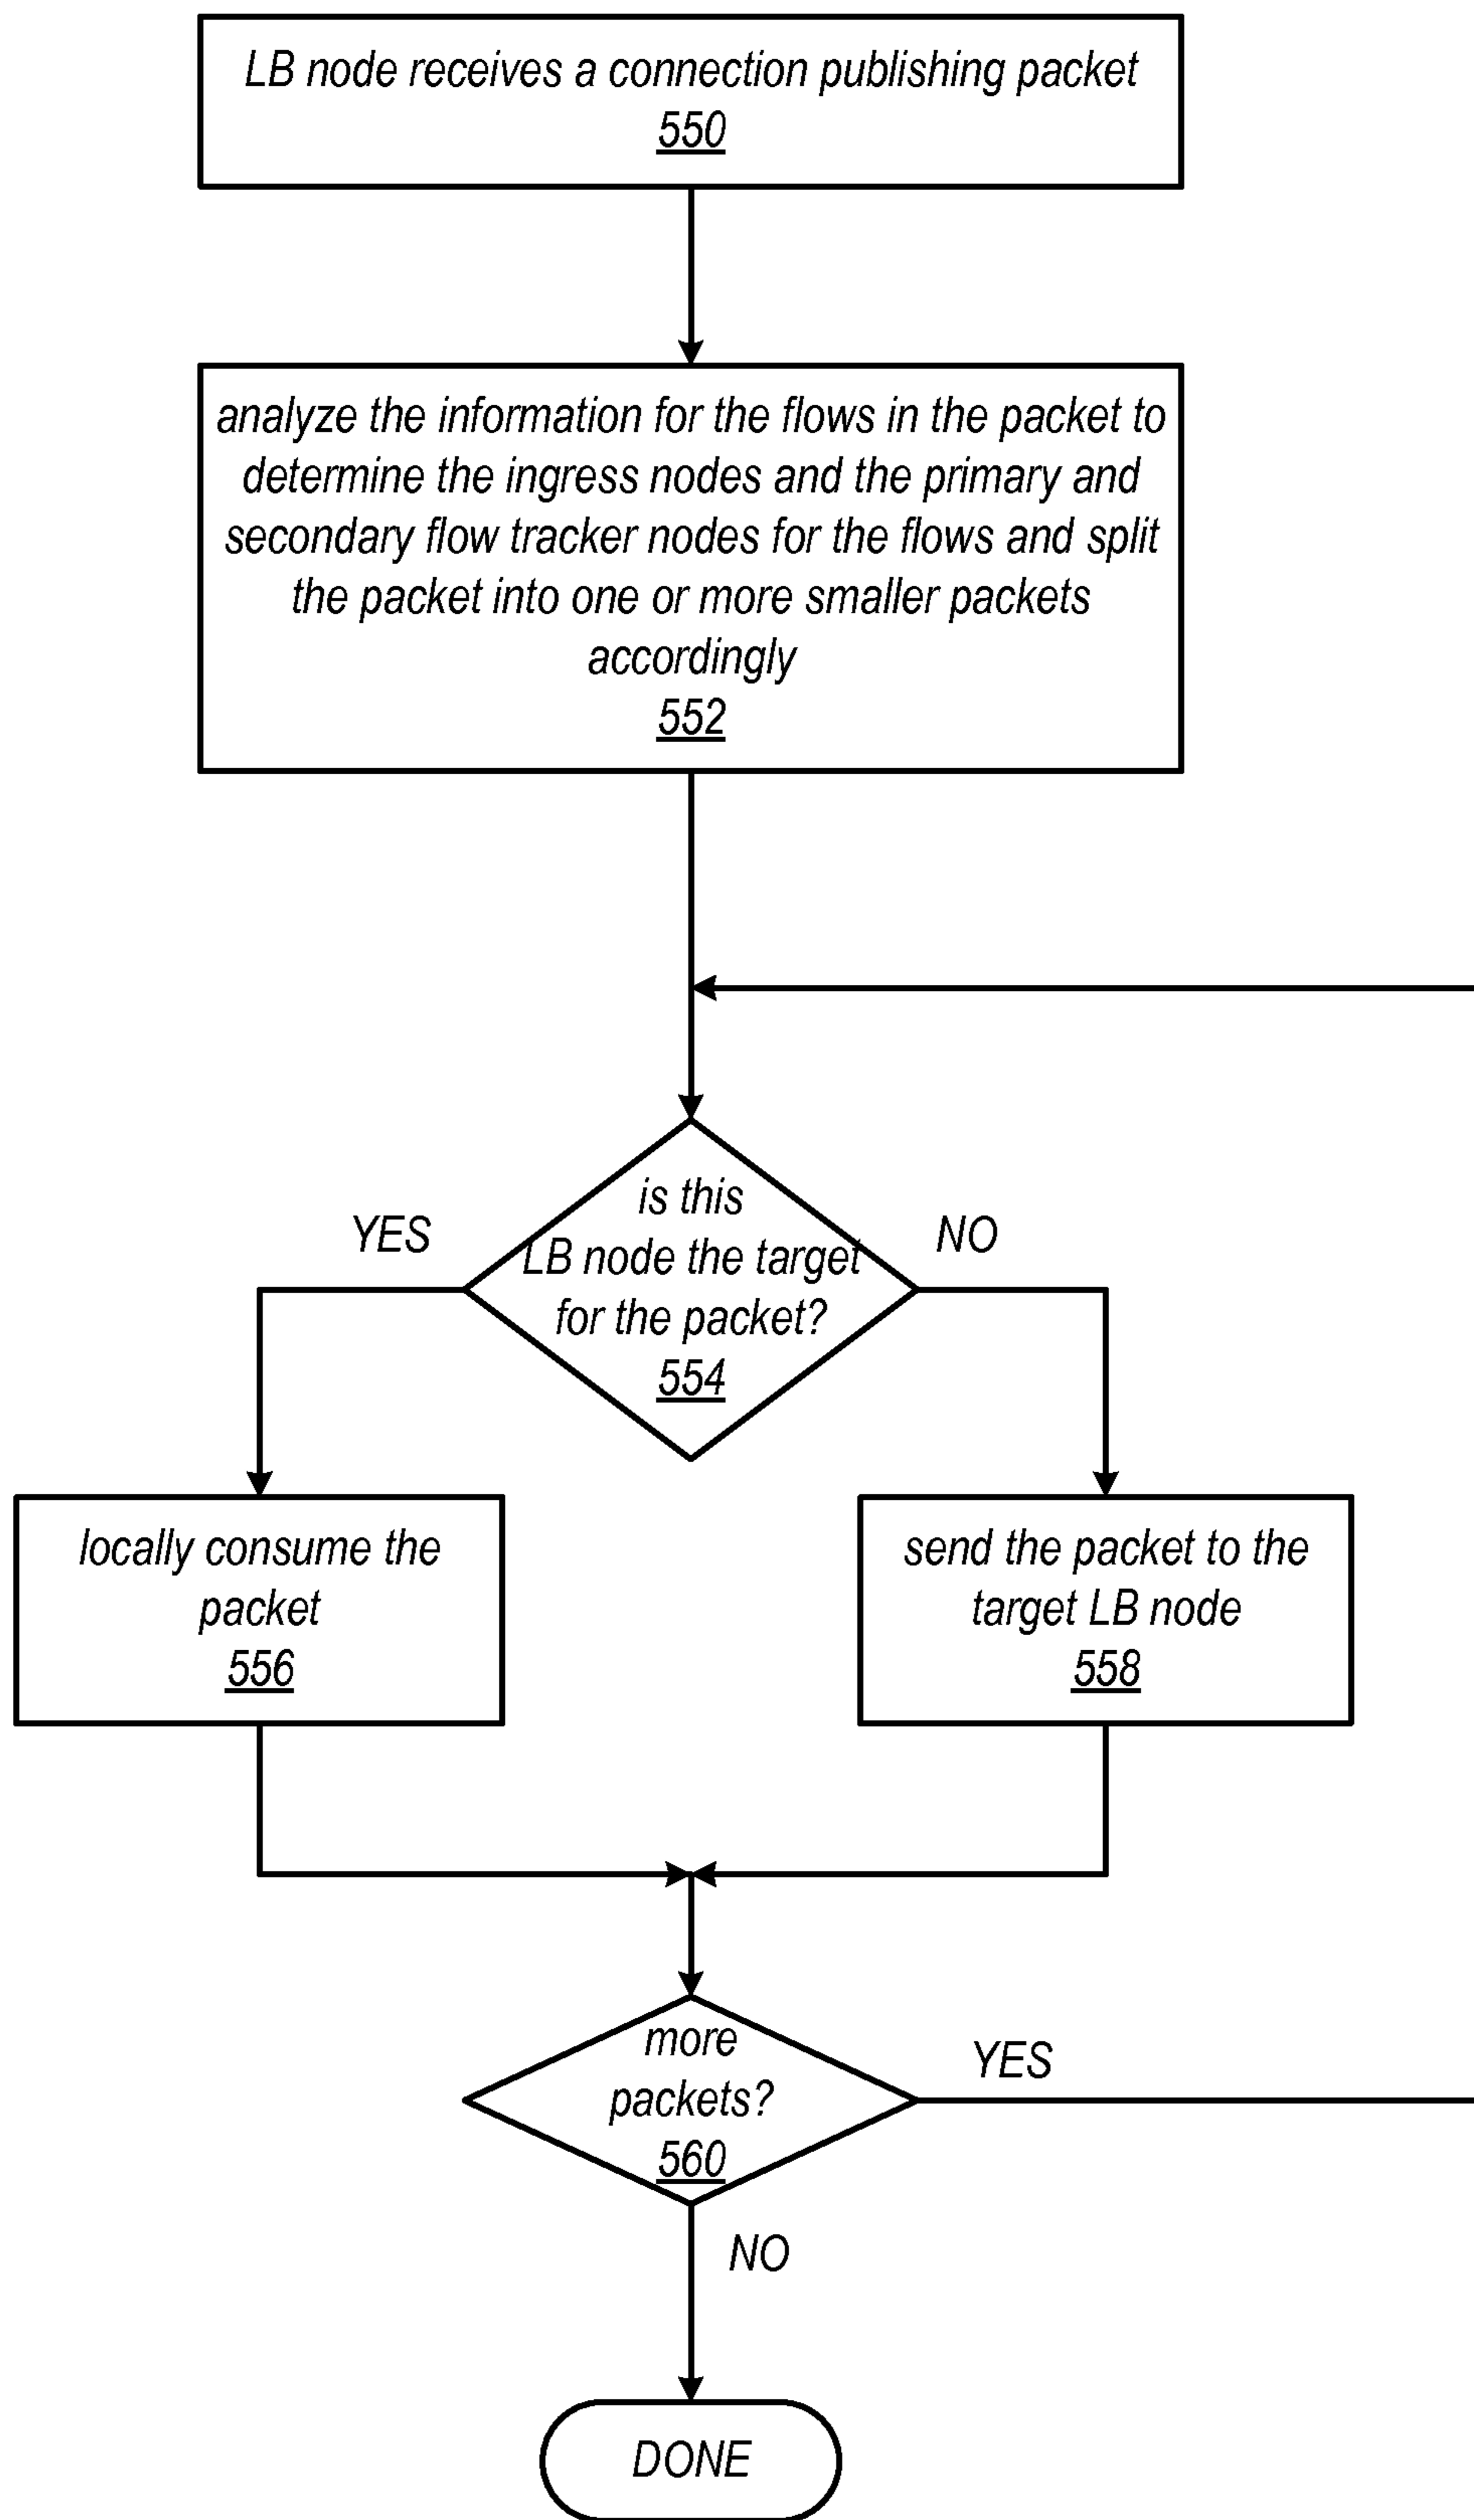 LB node receives a connection publishing packet
550
analyze the information for the flows in the packet to
determine the ingress nodes and the primary and
secondary flow tracker nodes for the flows and split
the packet into one or more smaller packets
accordingly
552
is this
LB node the target
for the packet?
554
YES
NO
locally consume the
packet
556
send the packet to the
target LB node
558
more
packets?
560
YES
NO
DONE